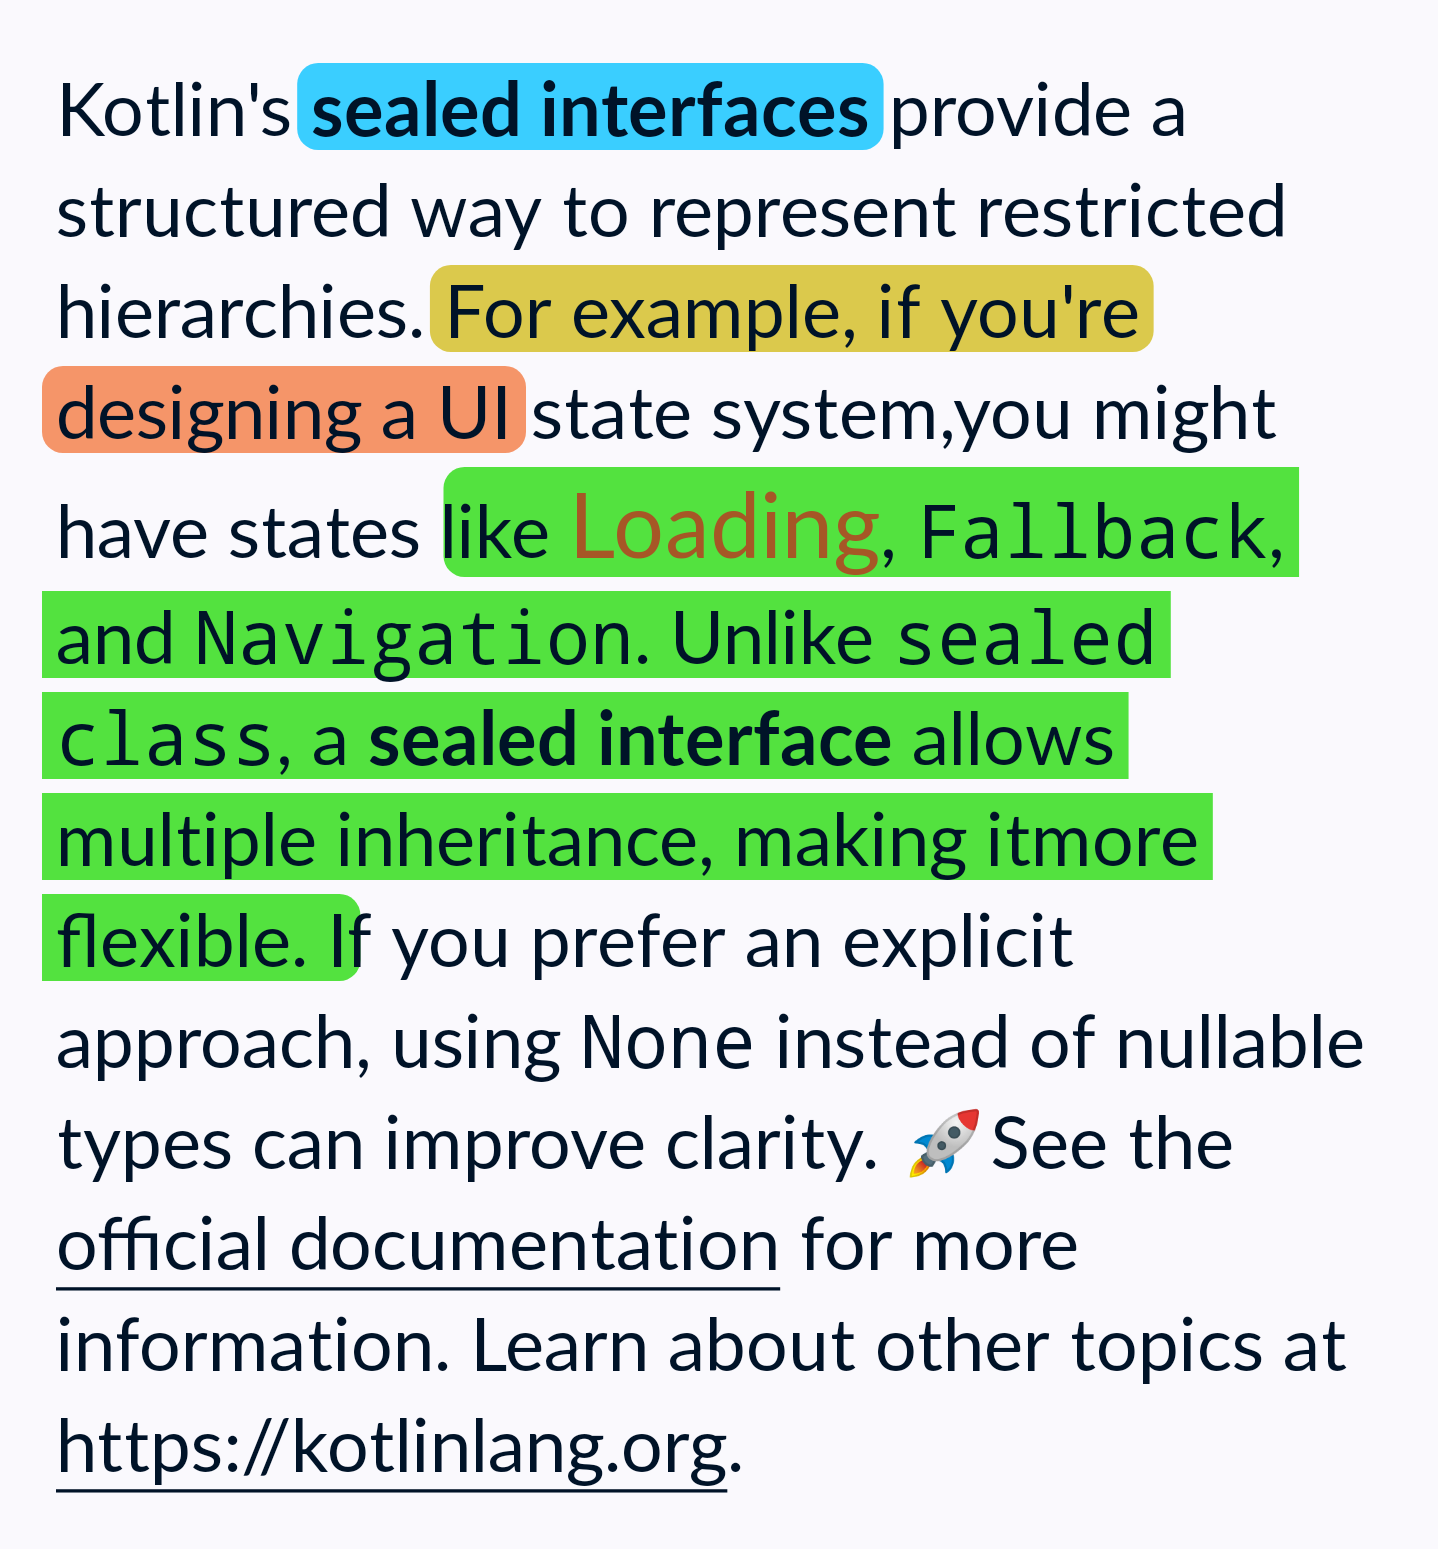 Kotlin's sealed interfaces provide a
structured way to represent restricted
hierarchies. For example, if you're
designing a UI state system,you might
have states like Loading, Fallback,
and Navigation. Unlike sealed
class, a sealed interface allows
multiple inheritance, making itmore
flexible. If you prefer an explicit
approach, using None instead of nullable
types can improve clarity. 🚀 See the
official documentation for more
information. Learn about other topics at
https://kotlinlang.org.